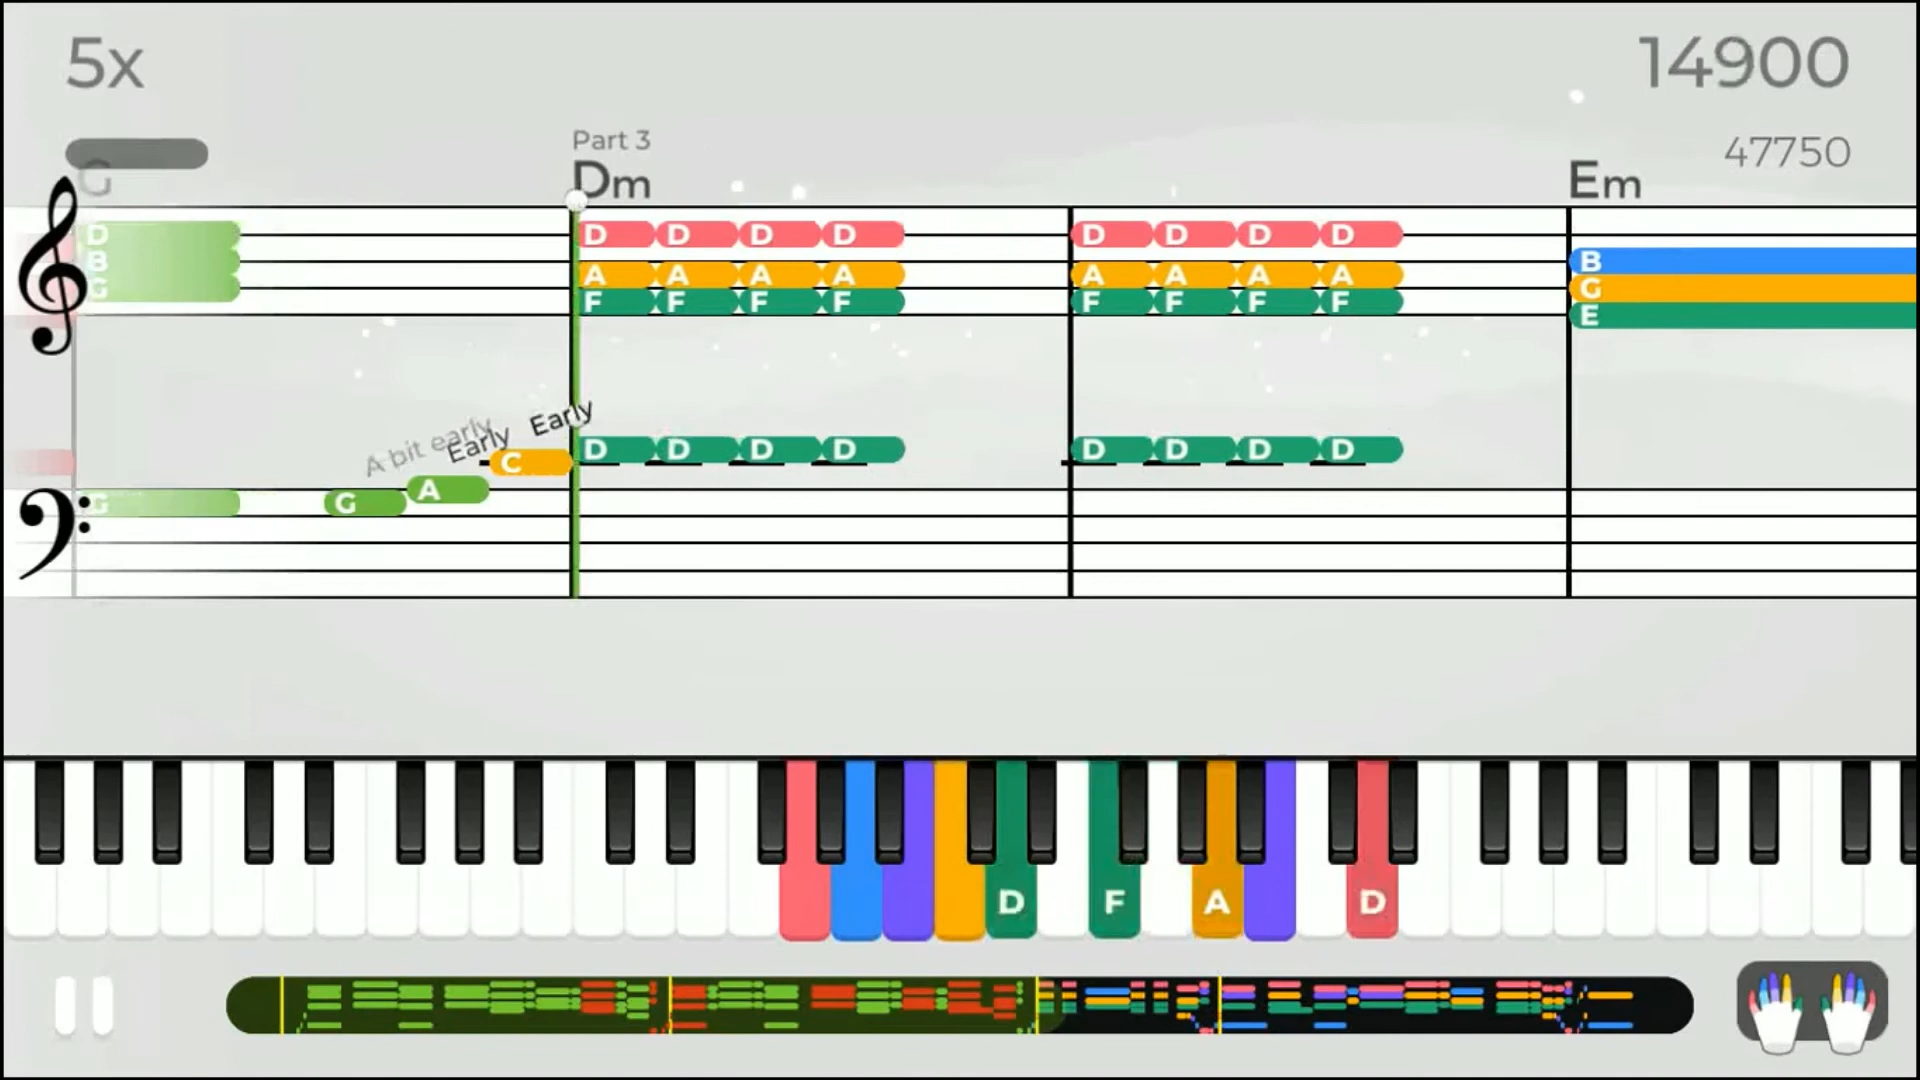 5x
14900
Part 3
47750
G
Dm
Em
D D D D D D D D D
B B
A A A A A A A A
G G
F F F F F F F F
E
A bit early
Early
Early
D D D D D D D D
C
A
G G
D F A D